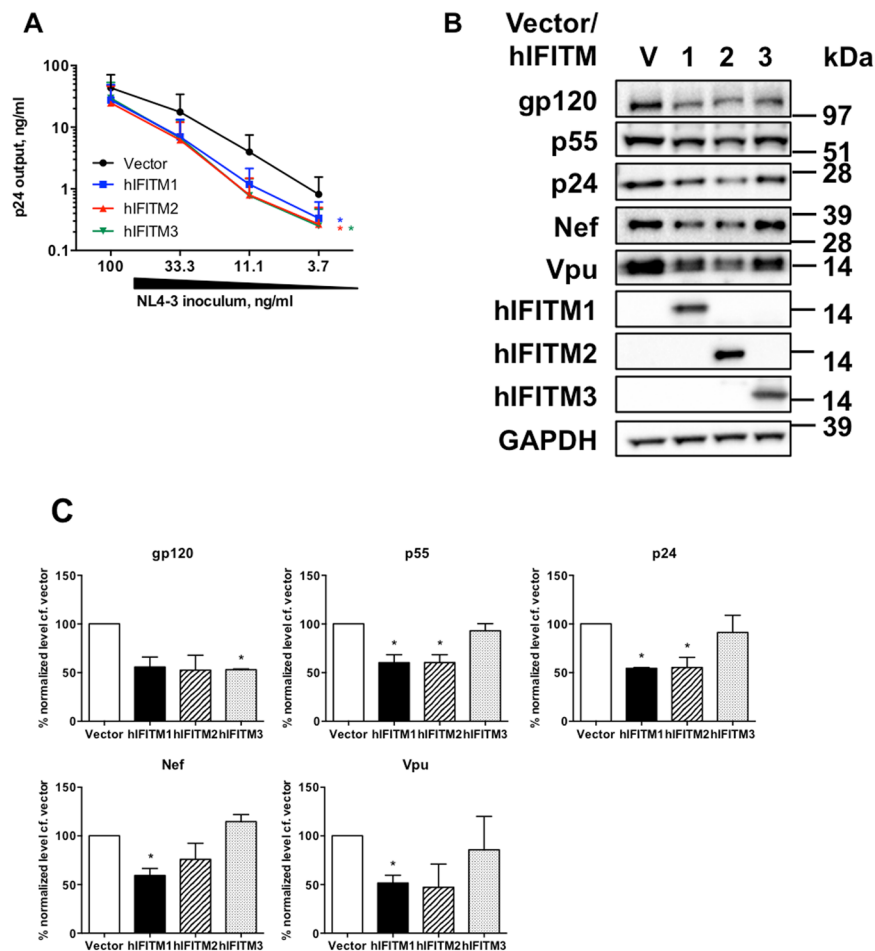 A
p24 output, ng/ml
100
10
1
0.1
Vector
hIFITM1
hIFITM2
hIFITM3
*
* *
100 33.3 11.1 3.7
NL4-3 inoculum, ng/ml
B
Vector/
hIFITM V 1 2 3 kDa
gp120
97
p55
51
28
p24
Nef 39
28
Vpu 14
hIFITM1 14
hIFITM2 14
hIFITM3 14
39
GAPDH
C
gp120
% normalized level cf. vector
150
100
50
0
*
Vector hIFITM1 hIFITM2 hIFITM3
p55
% normalized level cf. vector
150
100
50
0
* *
Vector hIFITM1 hIFITM2 hIFITM3
p24
% normalized level cf. vector
150
100
50
0
* *
Vector hIFITM1 hIFITM2 hIFITM3
Nef
% normalized level cf. vector
150
100
50
0
*
Vector hIFITM1 hIFITM2 hIFITM3
Vpu
% normalized level cf. vector
150
100
50
0
*
Vector hIFITM1 hIFITM2 hIFITM3